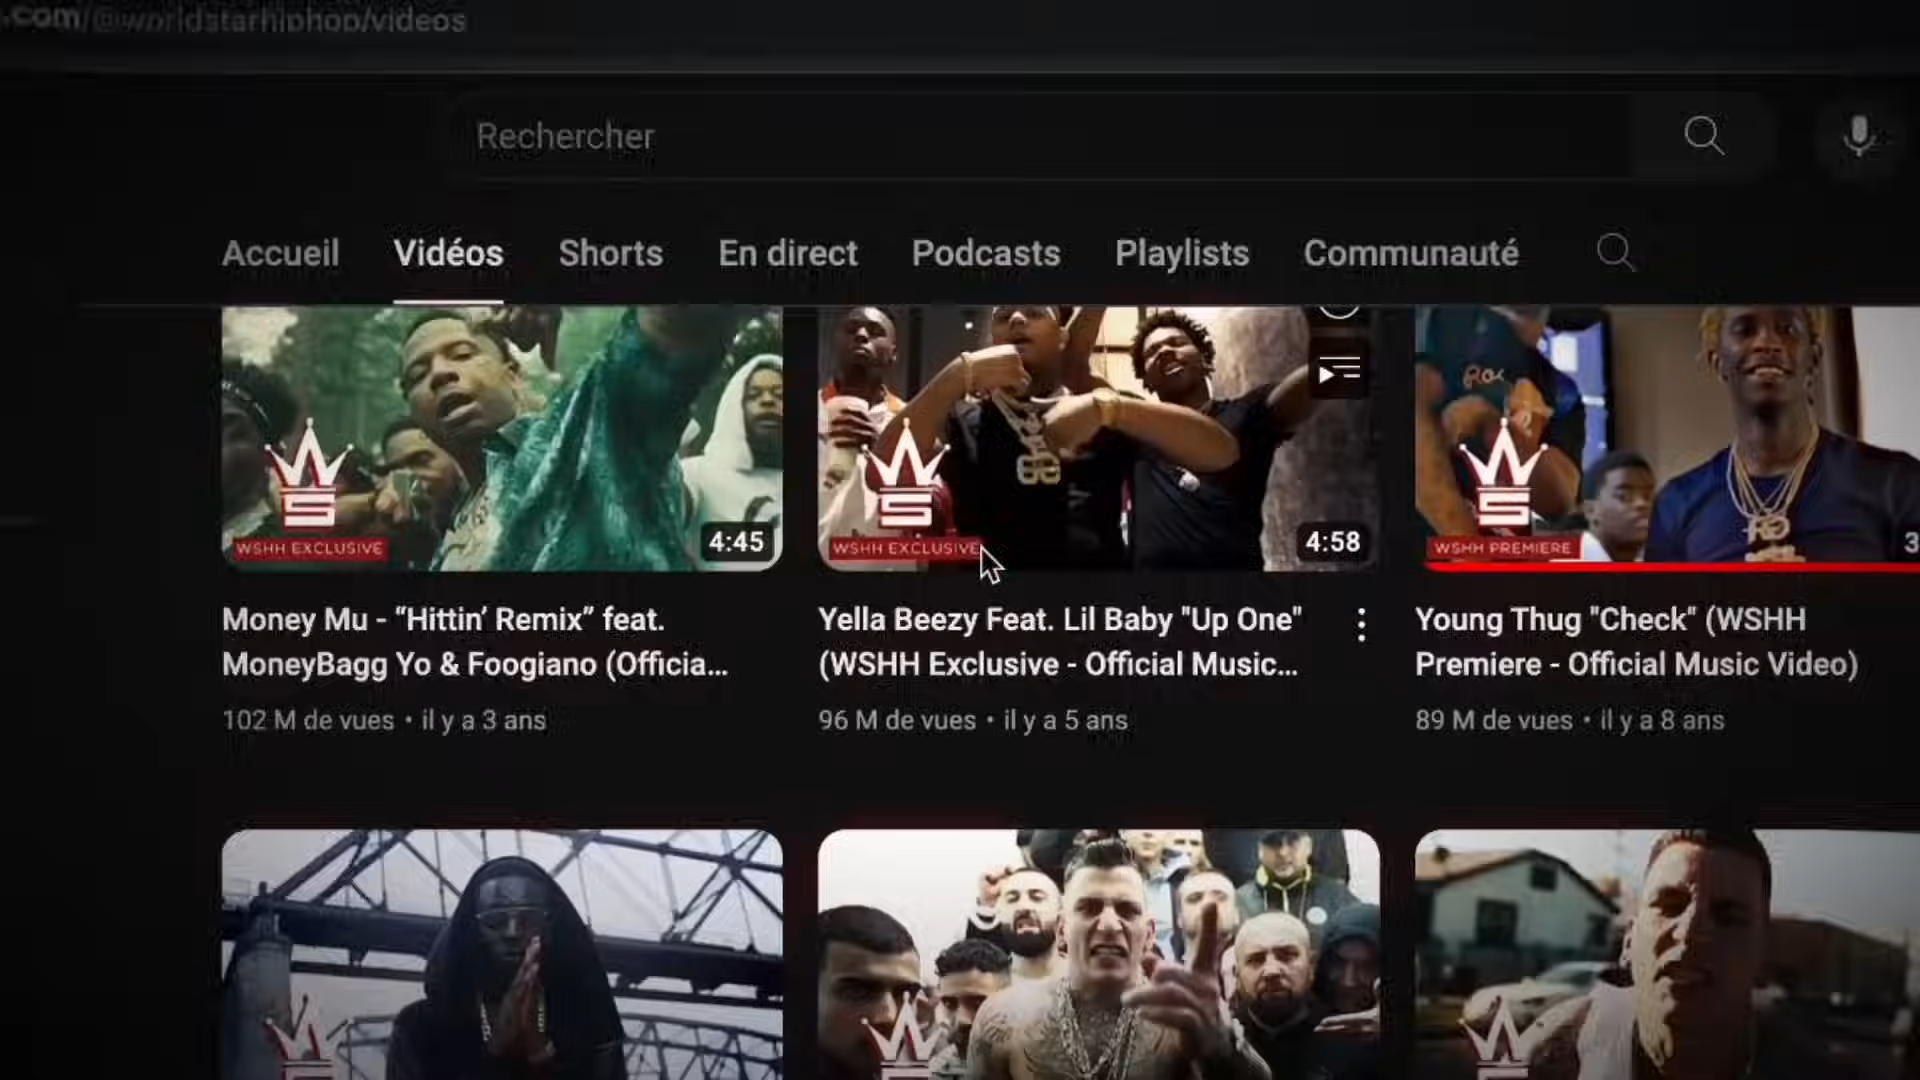 .com/@worldstarhiphop/videos
Rechercher
Accueil Vidéos Shorts En direct Podcasts Playlists Communauté
WSHH EXCLUSIVE
4:45
WSHH EXCLUSIVE
4:58
WSHH PREMIERE
3
Money Mu - “Hittin’ Remix” feat.
MoneyBagg Yo & Foogiano (Officia...
102 M de vues • il y a 3 ans
Yella Beezy Feat. Lil Baby "Up One"
(WSHH Exclusive - Official Music...
96 M de vues • il y a 5 ans
Young Thug "Check" (WSHH
Premiere - Official Music Video)
89 M de vues • il y a 8 ans